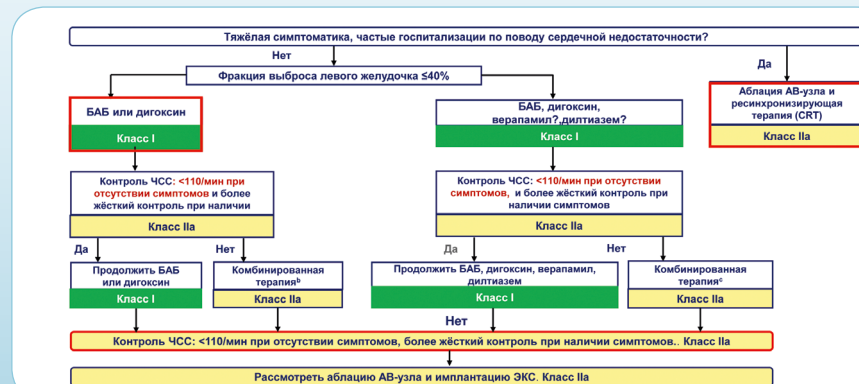 Тяжёлая симптоматика, частые госпитализации по поводу сердечной недостаточности?
Нет
Да
Фракция выброса левого желудочка ≤40%
БАБ или дигоксин
Класс I
БАБ, дигоксин,
верапамил?,дилтиазем?
Класс I
Аблация АВ-узла и
ресинхронизирующая
терапия (CRT)
Класс IIa
Контроль ЧСС: <110/мин при
отсутствии симптомов и более
жёсткий контроль при наличии
Класс IIa
Контроль ЧСС: <110/мин при отсутствии
симптомов, и более жёсткий контроль при
наличии симптомов
Класс IIa
Да
Нет
Да
Нет
Продолжить БАБ
или дигоксин
Класс I
Комбинированная
терапияᵇ
Класс IIa
Продолжить БАБ, дигоксин, верапамил,
дилтиазем
Класс I
Комбинированная
терапияᶜ
Класс IIa
Нет
Контроль ЧСС: <110/мин при отсутствии симптомов, более жёсткий контроль при наличии симптомов.. Класс IIa
Рассмотреть аблацию АВ-узла и имплантацию ЭКС. Класс IIa